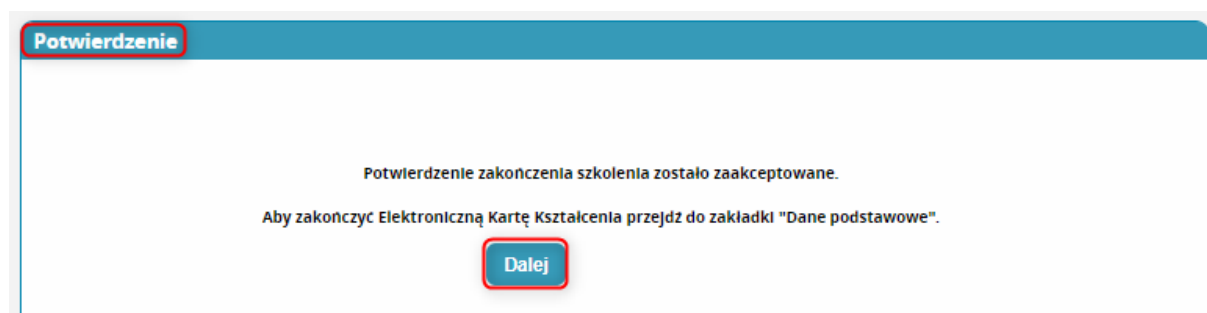 Potwierdzenie
Potwierdzenie zakończenia szkolenia zostało zaakceptowane.
Aby zakończyć Elektroniczną Kartę Kształcenia przejdź do zakładki "Dane podstawowe".
Dalej